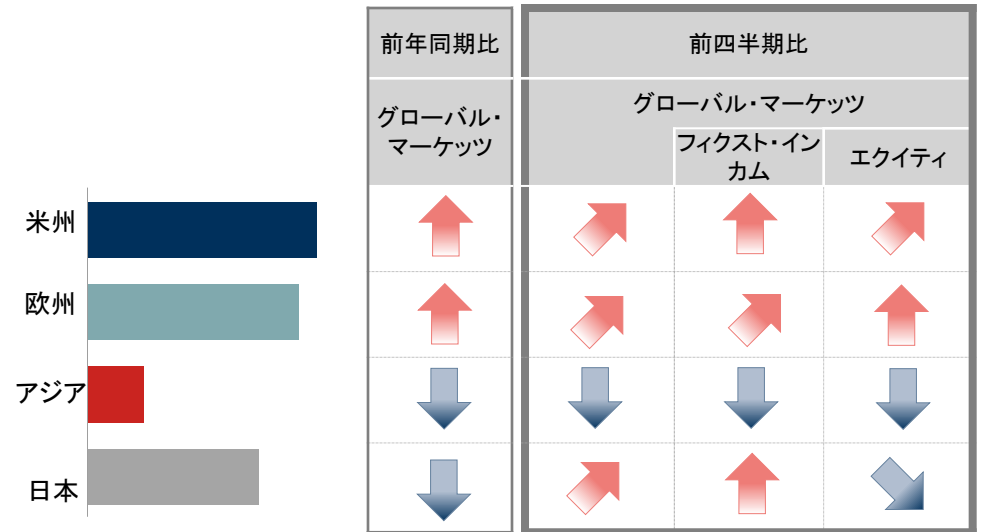 前年同期比
前四半期比
グローバル・
マーケッツ
グローバル・マーケッツ
フィクスト・イン
カム
エクイティ
米州
欧州
アジア
日本